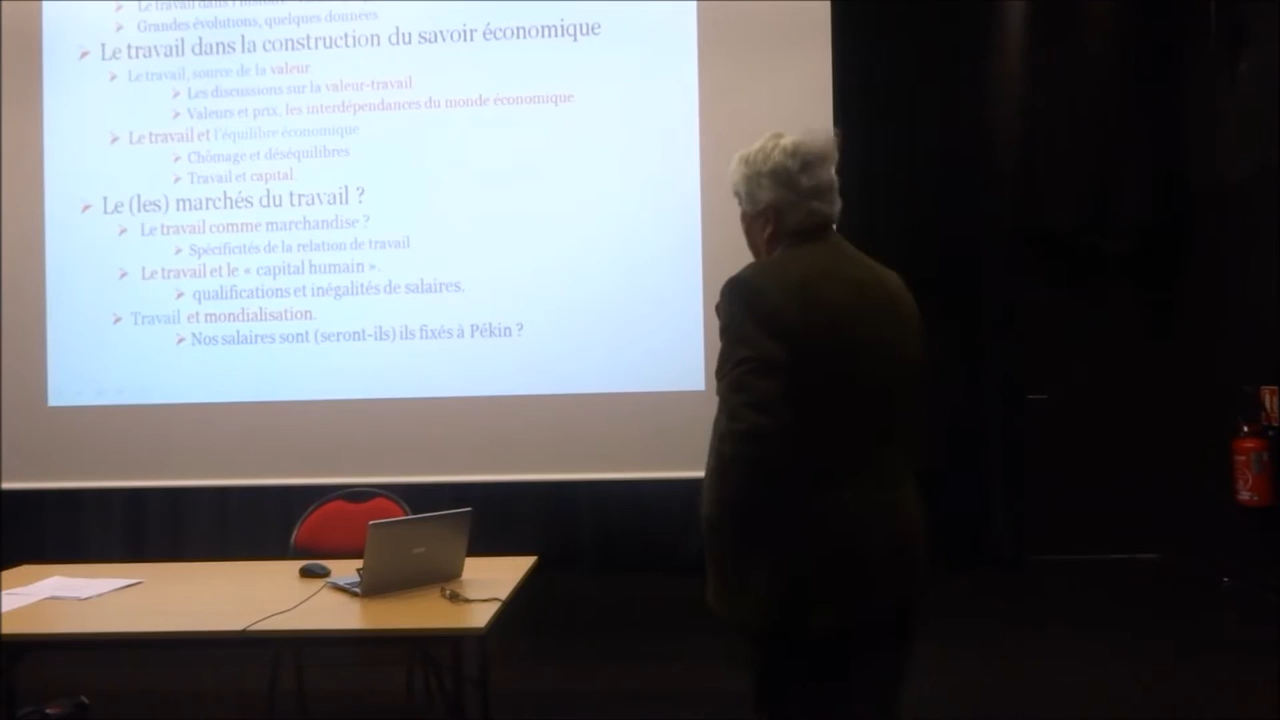 Le travail dans l'histoire
Grandes évolutions, quelques données
Le travail dans la construction du savoir économique
Le travail, source de la valeur.
Les discussions sur la valeur-travail
Valeurs et prix, les interdépendances du monde économique
Le travail et l'équilibre économique
Chômage et déséquilibres
Travail et capital.
Le (les) marchés du travail ?
Le travail comme marchandise ?
Spécificités de la relation de travail
Le travail et le « capital humain ».
qualifications et inégalités de salaires.
Travail et mondialisation.
Nos salaires sont (seront-ils) ils fixés à Pékin ?